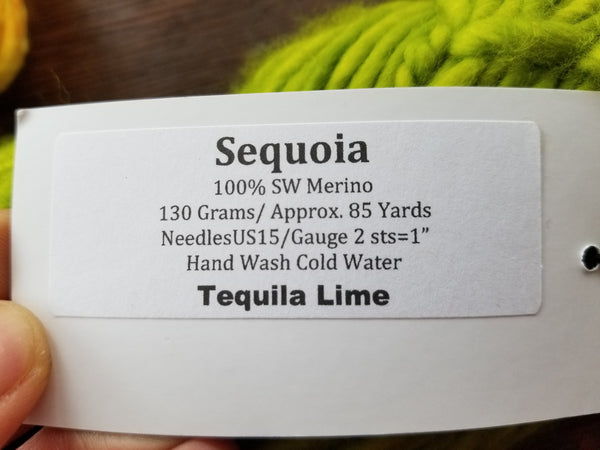 Sequoia
100% SW Merino
130 Grams/ Approx. 85 Yards
NeedlesUS15/Gauge 2 sts=1”
Hand Wash Cold Water
Tequila Lime